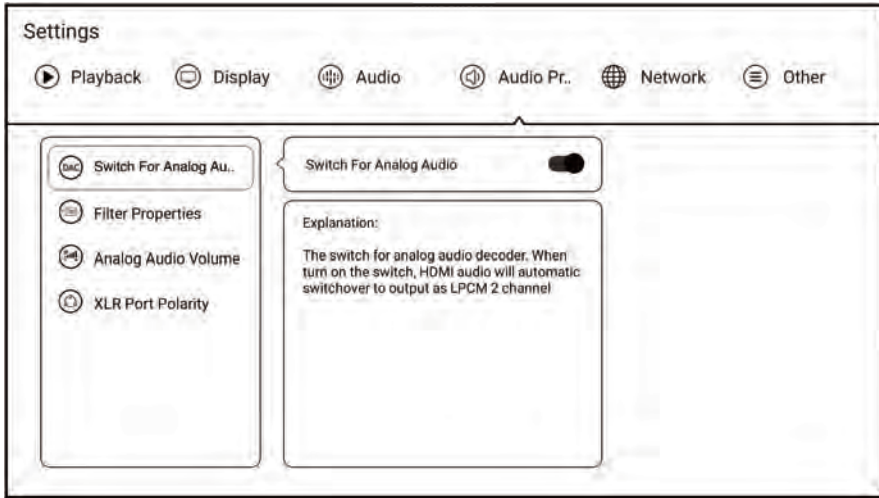 Settings
Playback Display Audio Audio Pr.. Network Other
DAC Switch For Analog Au..
Filter Properties
Analog Audio Volume
XLR Port Polarity
Switch For Analog Audio
Explanation:
The switch for analog audio decoder. When
turn on the switch, HDMI audio will automatic
switchover to output as LPCM 2 channel